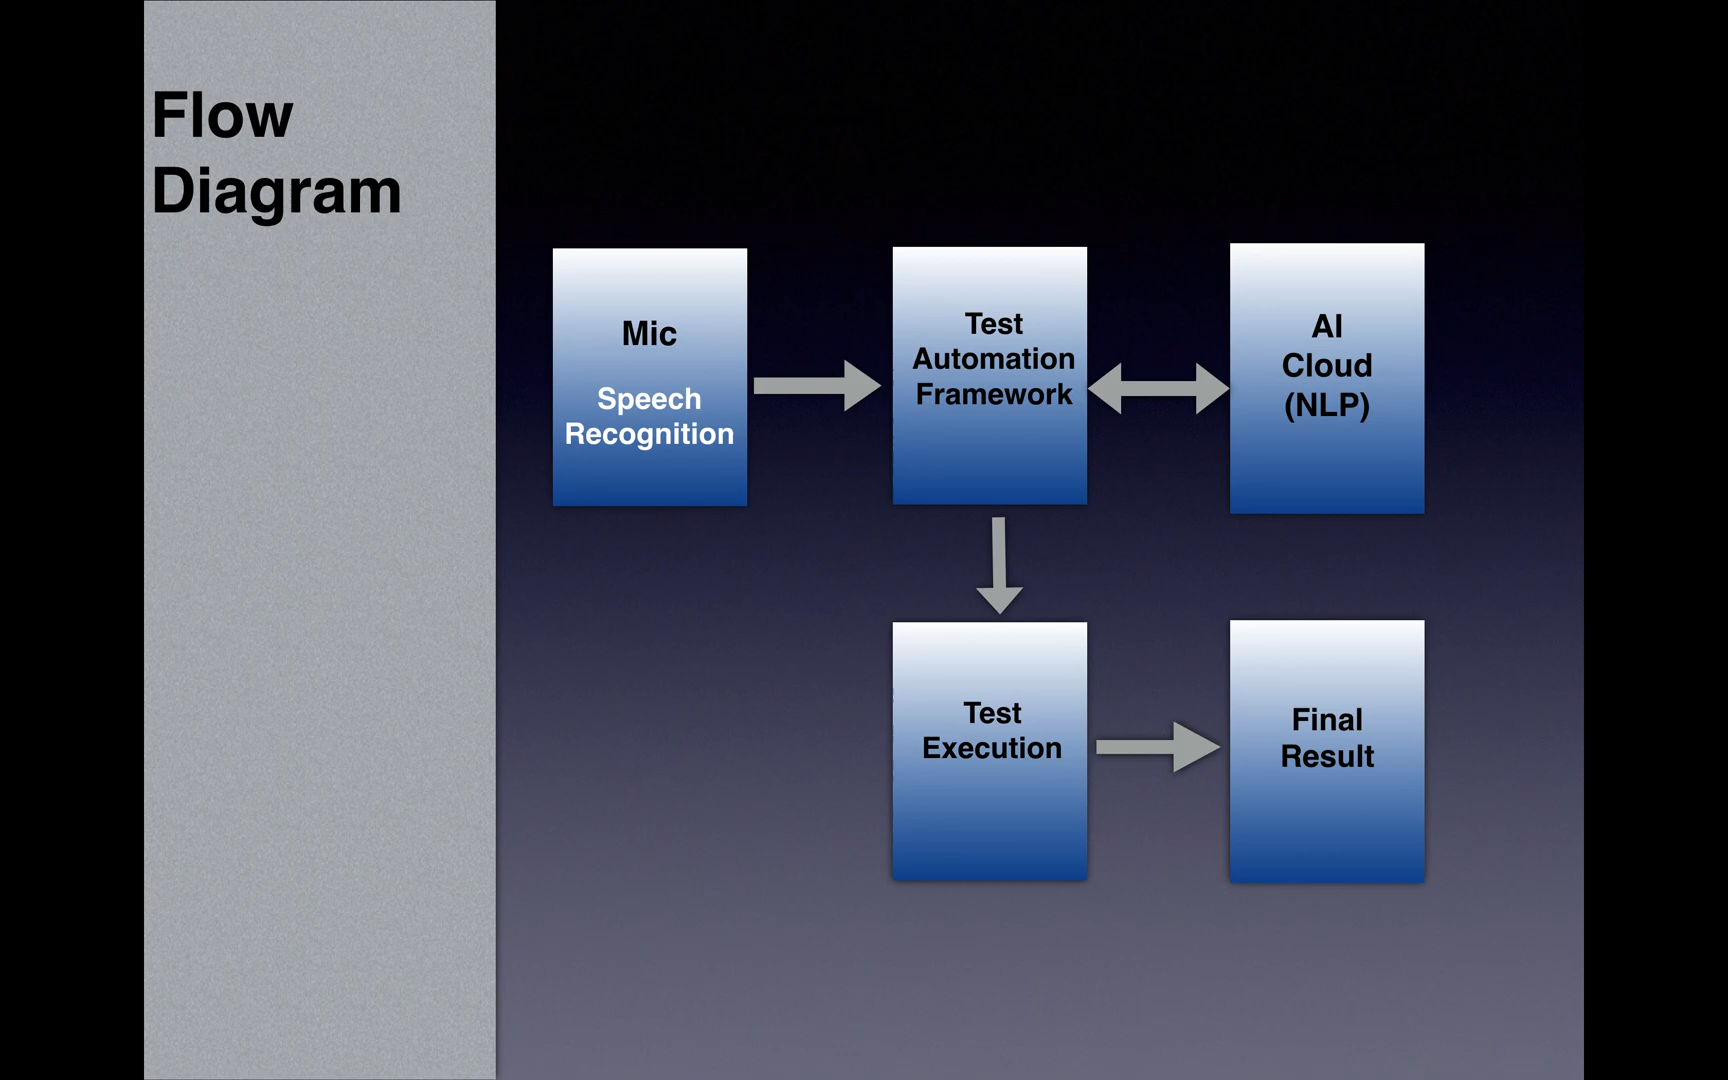 Flow
Diagram
Mic
Speech
Recognition
Test
Automation
Framework
AI
Cloud
(NLP)
Test
Execution
Final
Result